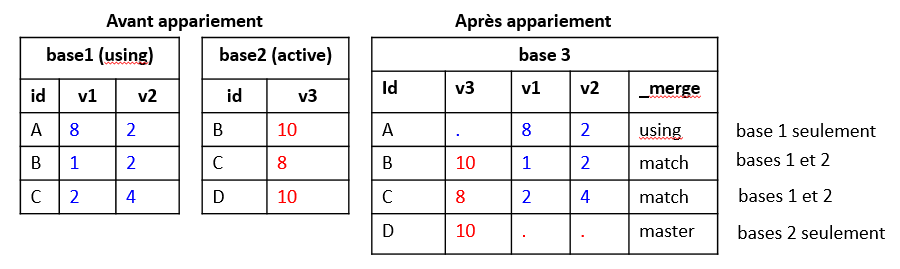 Avant appariement Après appariement
base1 (using) base2 (active) base 3
id v1 v2 id v3 Id v3 v1 v2 _merge
A 8 2 B 10 A . 8 2 using base 1 seulement
B 1 2 C 8 B 10 1 2 match bases 1 et 2
C 2 4 D 10 C 8 2 4 match bases 1 et 2
D 10 . . master bases 2 seulement